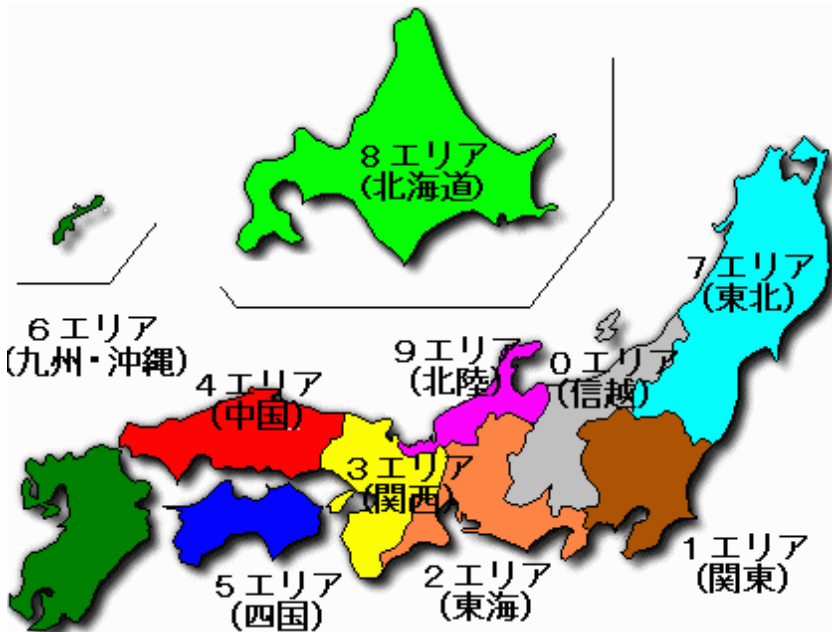 8エリア
(北海道)
7エリア
(東北)
6エリア
(九州・沖縄)
9エリア
(北陸)
0エリア
(信越)
4エリア
(中国)
3エリア
(関西)
1エリア
(関東)
2エリア
(東海)
5エリア
(四国)